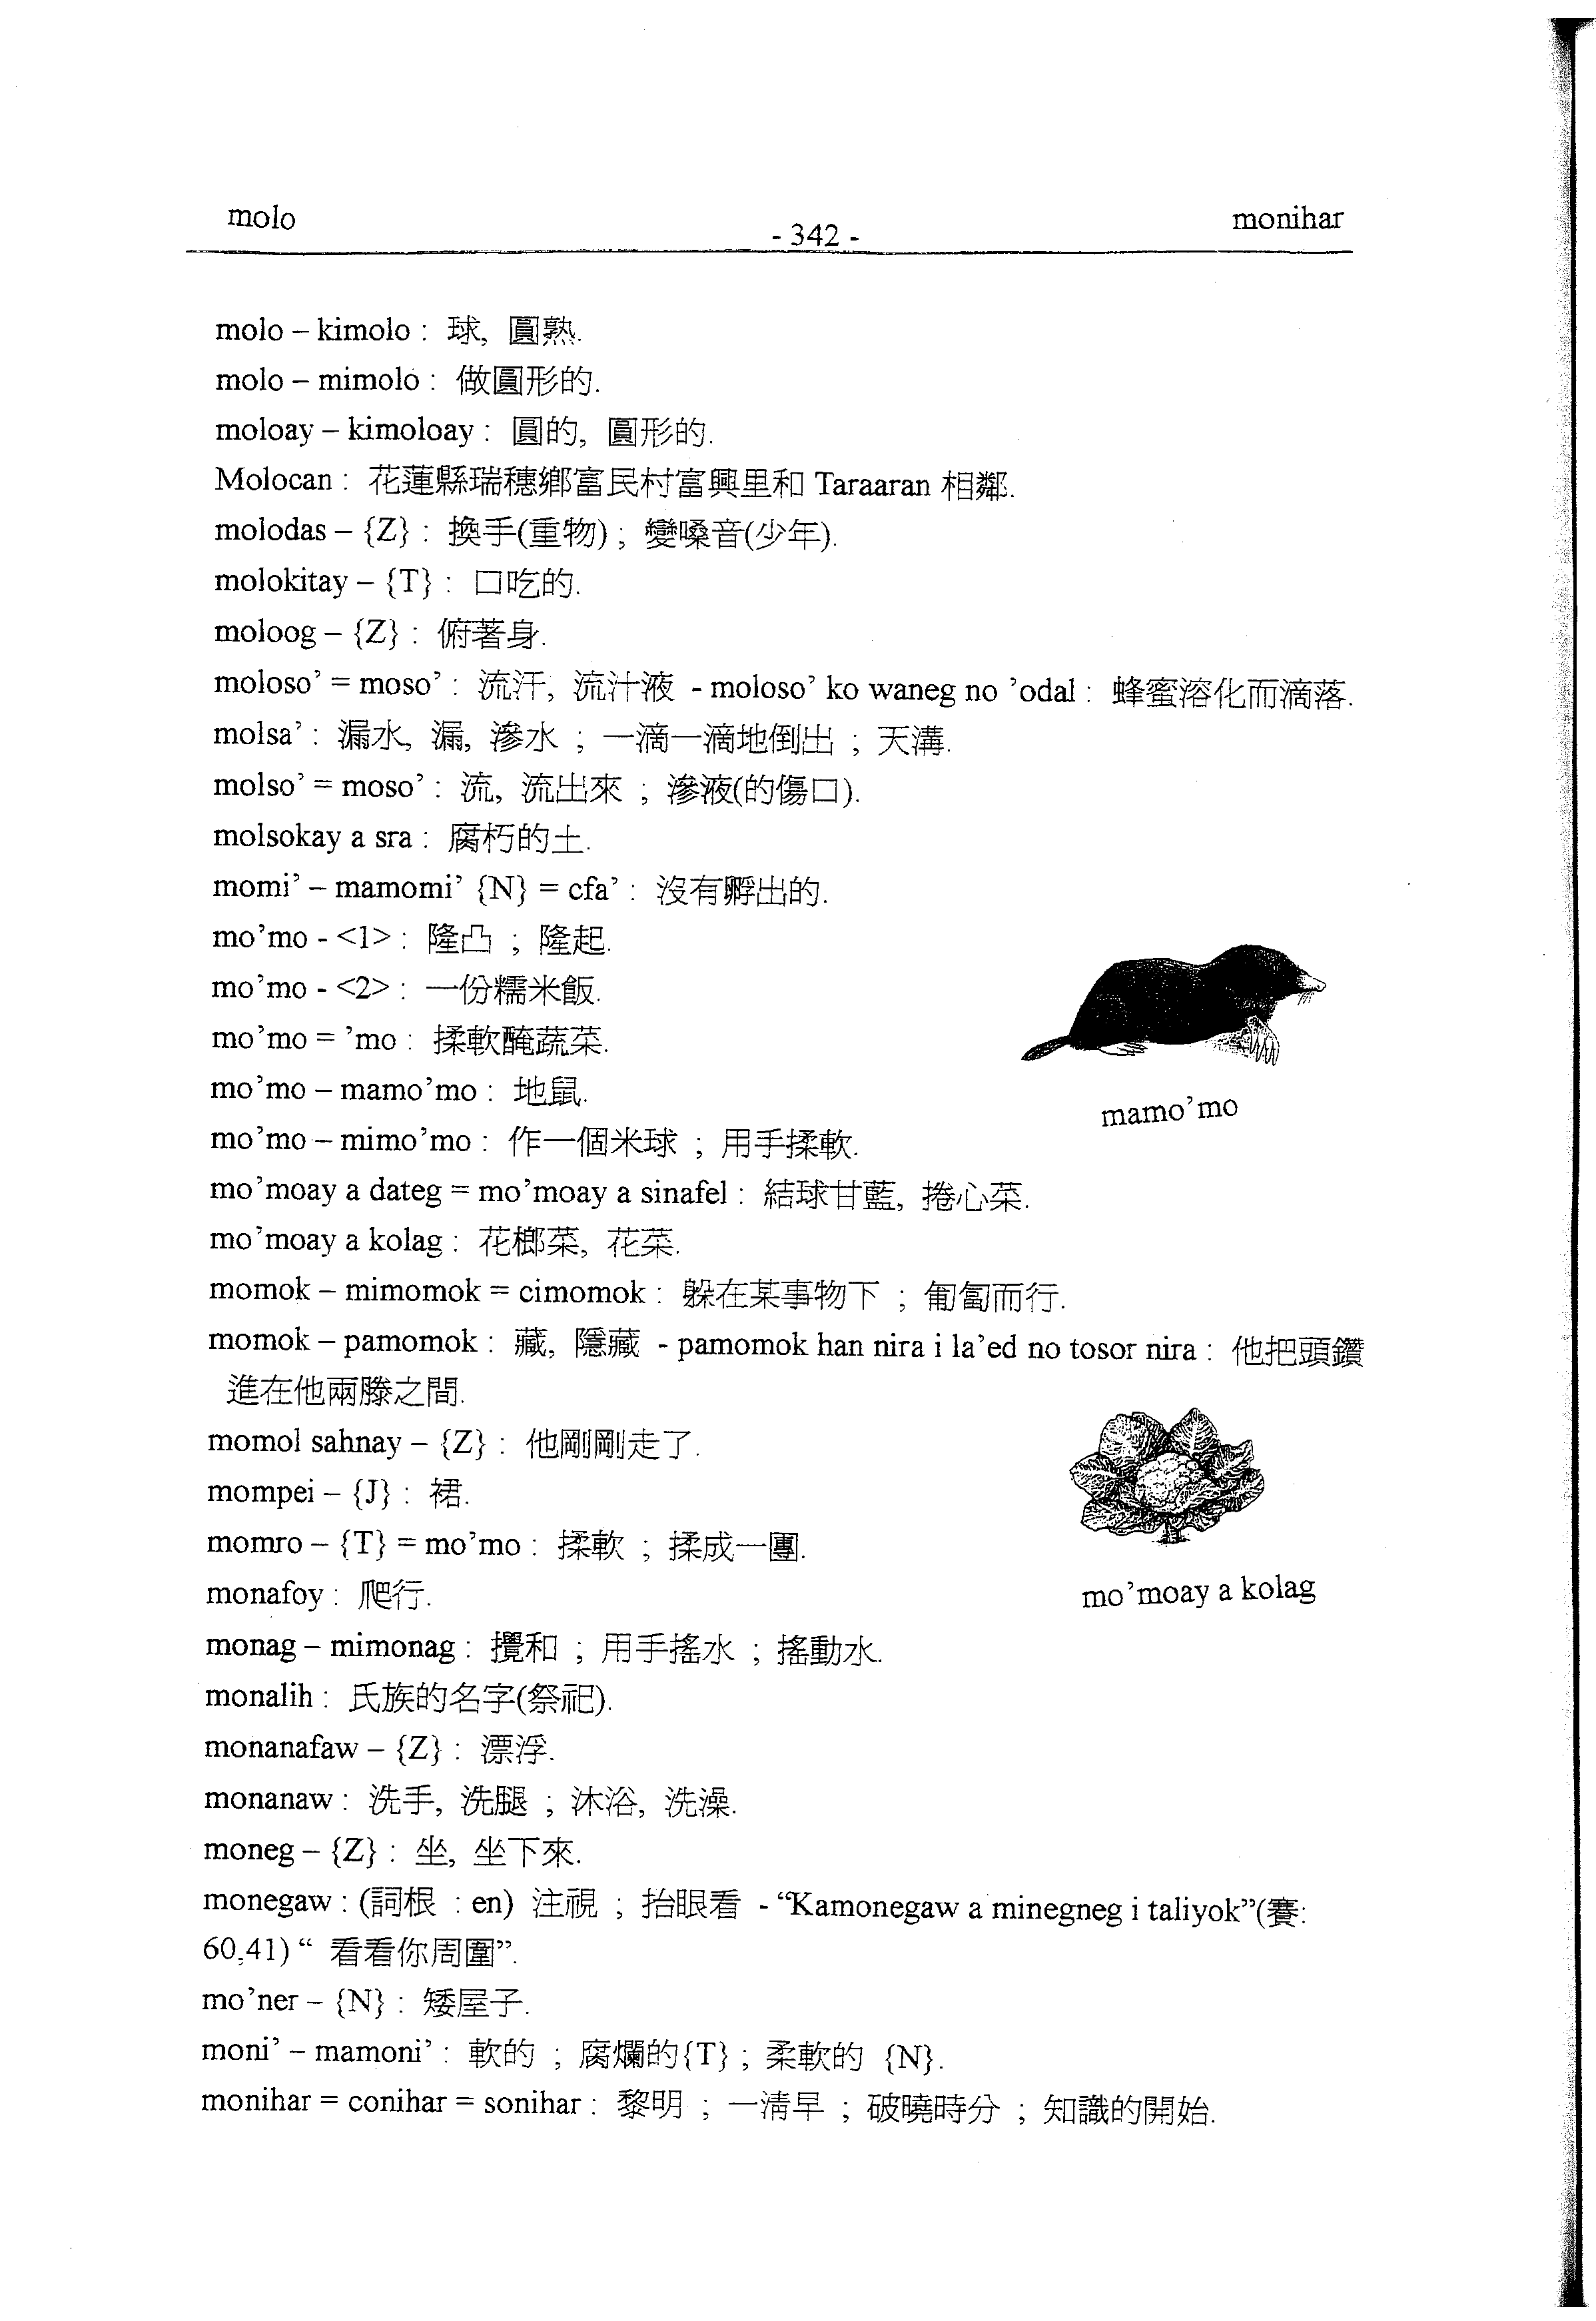 molo
- 342 -
monihar
molo – kimolo : 球, 圓熟.
molo – mimolo : 做圓形的.
moloay – kimoloay : 圓的, 圓形的.
Molocan : 花蓮縣瑞穗鄉富民村富興里和 Taraaran 相鄰.
molodas – {Z} : 換手(重物) ; 變嗓音(少年).
molokitay – {T} : 口吃的.
moloog – {Z} : 俯著身.
moloso’ = moso’ : 流汗, 流汁液 - moloso’ ko waneg no ’odal : 蜂蜜溶化而滴落.
molsa’ : 漏水, 漏, 滲水 ; 一滴一滴地倒出 ; 天溝.
molso’ = moso’ : 流, 流出來 ; 滲液(的傷口).
molsokay a sra : 腐朽的土.
momi’ – mamomi’ {N} = cfa’ : 沒有孵出的.
mo’mo - <1> : 隆凸 ; 隆起.
mo’mo - <2> : 一份糯米飯.
mo’mo = ’mo : 揉軟醃蔬菜.
mo’mo – mamo’mo : 地鼠.
mamo’mo
mo’mo – mimo’mo : 作一個米球 ; 用手揉軟.
mo’moay a dateg = mo’moay a sinafel : 結球甘藍, 捲心菜.
mo’moay a kolag : 花榔菜, 花菜.
momok – mimomok = cimomok : 躲在某事物下 ; 匍匐而行.
momok – pamomok : 藏, 隱藏 - pamomok han nira i la’ed no tosor nira : 他把頭鑽
進在他兩滕之間.
momol sahnay – {Z} : 他剛剛走了.
mompei – {J} : 裙.
momro – {T} = mo’mo : 揉軟 ; 揉成一團.
monafoy : 爬行.
mo’moay a kolag
monag – mimonag : 攪和 ; 用手搖水 ; 搖動水.
monalih : 氏族的名字(祭祀).
monanafaw – {Z} : 漂浮.
monanaw : 洗手, 洗腿 ; 沐浴, 洗澡.
moneg – {Z} : 坐, 坐下來.
monegaw : (詞根 : en) 注視 ; 抬眼看 - “Kamonegaw a minegneg i taliyok”(賽:
60,41) “ 看看你周圍”.
mo’ner – {N} : 矮屋子.
moni’ – mamoni’ : 軟的 ; 腐爛的{T} ; 柔軟的 {N}.
monihar = conihar = sonihar : 黎明 ; 一清早 ; 破曉時分 ; 知識的開始.